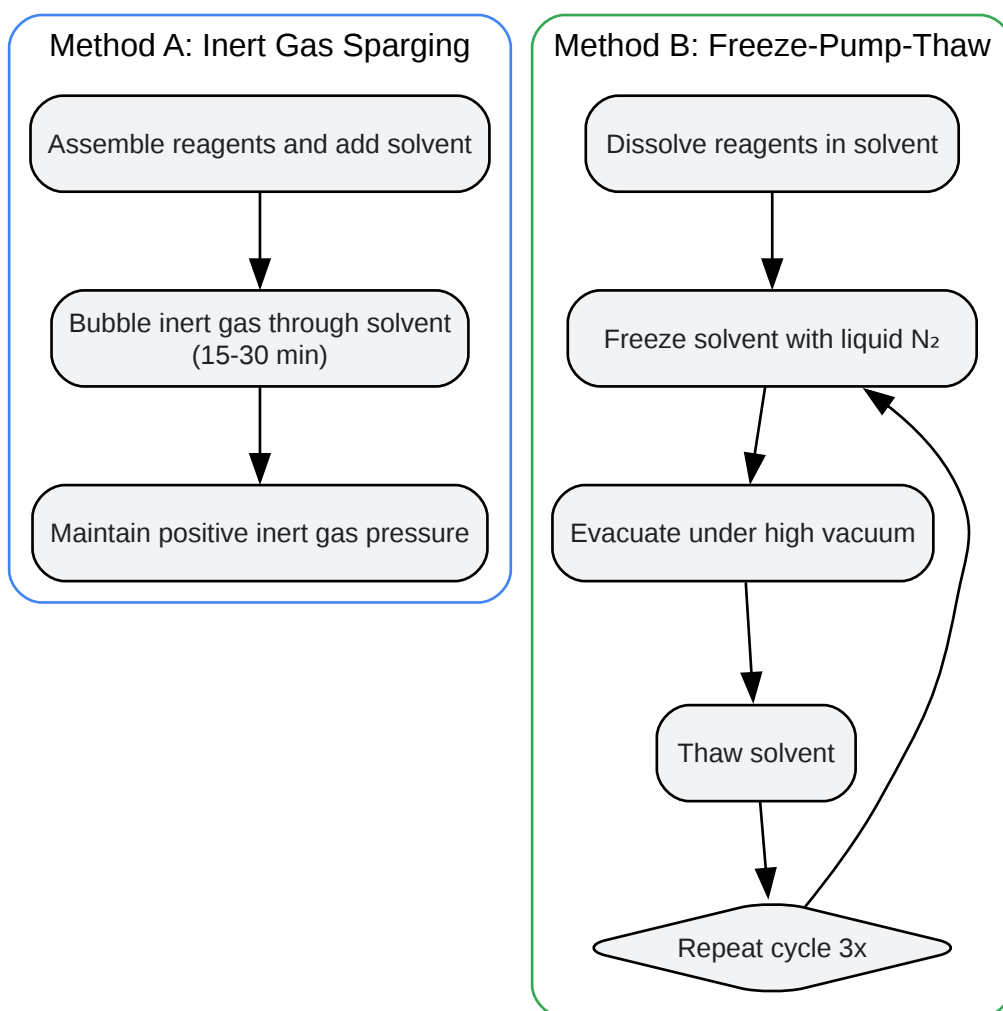 Method A: Inert Gas Sparging
Assemble reagents and add solvent
Bubble inert gas through solvent
(15-30 min)
Maintain positive inert gas pressure
Method B: Freeze-Pump-Thaw
Dissolve reagents in solvent
Freeze solvent with liquid N₂
Evacuate under high vacuum
Thaw solvent
Repeat cycle 3x